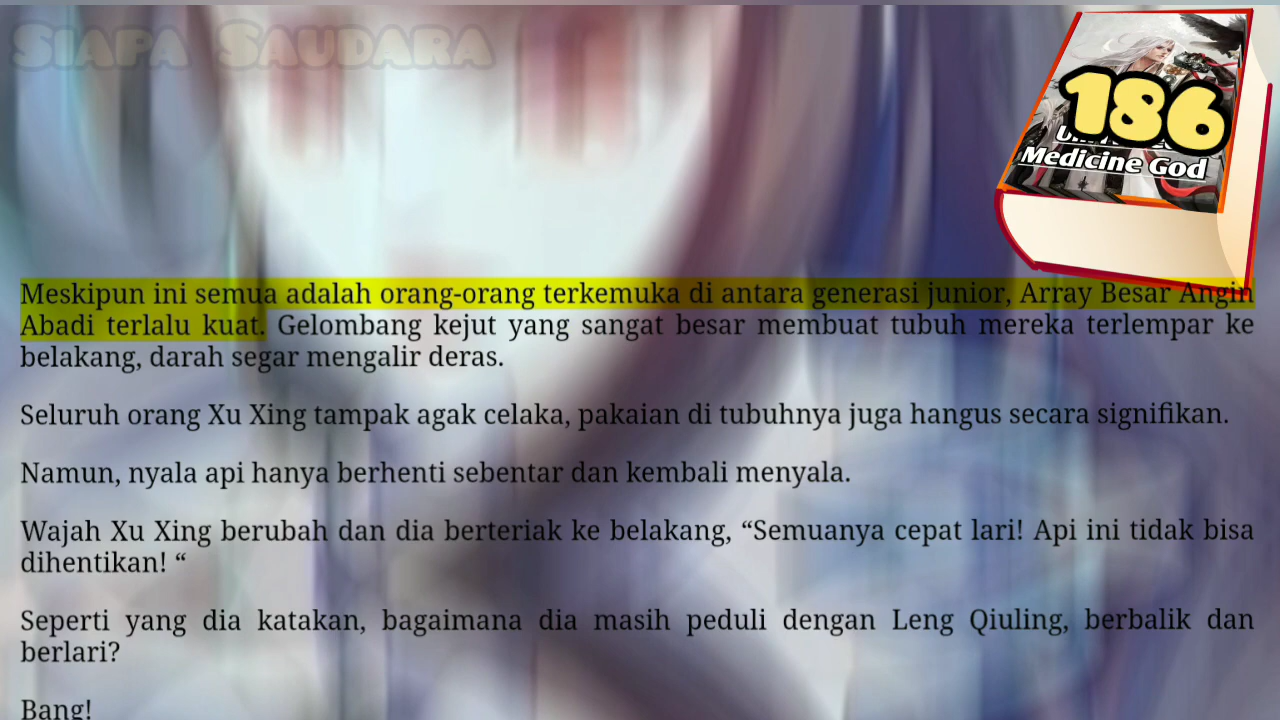 Siapa Saudara
186
Medicine God
Meskipun ini semua adalah orang-orang terkemuka di antara generasi junior, Array Besar Angin
Abadi terlalu kuat. Gelombang kejut yang sangat besar membuat tubuh mereka terlempar ke
belakang, darah segar mengalir deras.
Seluruh orang Xu Xing tampak agak celaka, pakaian di tubuhnya juga hangus secara signifikan.
Namun, nyala api hanya berhenti sebentar dan kembali menyala.
Wajah Xu Xing berubah dan dia berteriak ke belakang, “Semuanya cepat lari! Api ini tidak bisa
dihentikan! “
Seperti yang dia katakan, bagaimana dia masih peduli dengan Leng Qiuling, berbalik dan
berlari?
Bang!